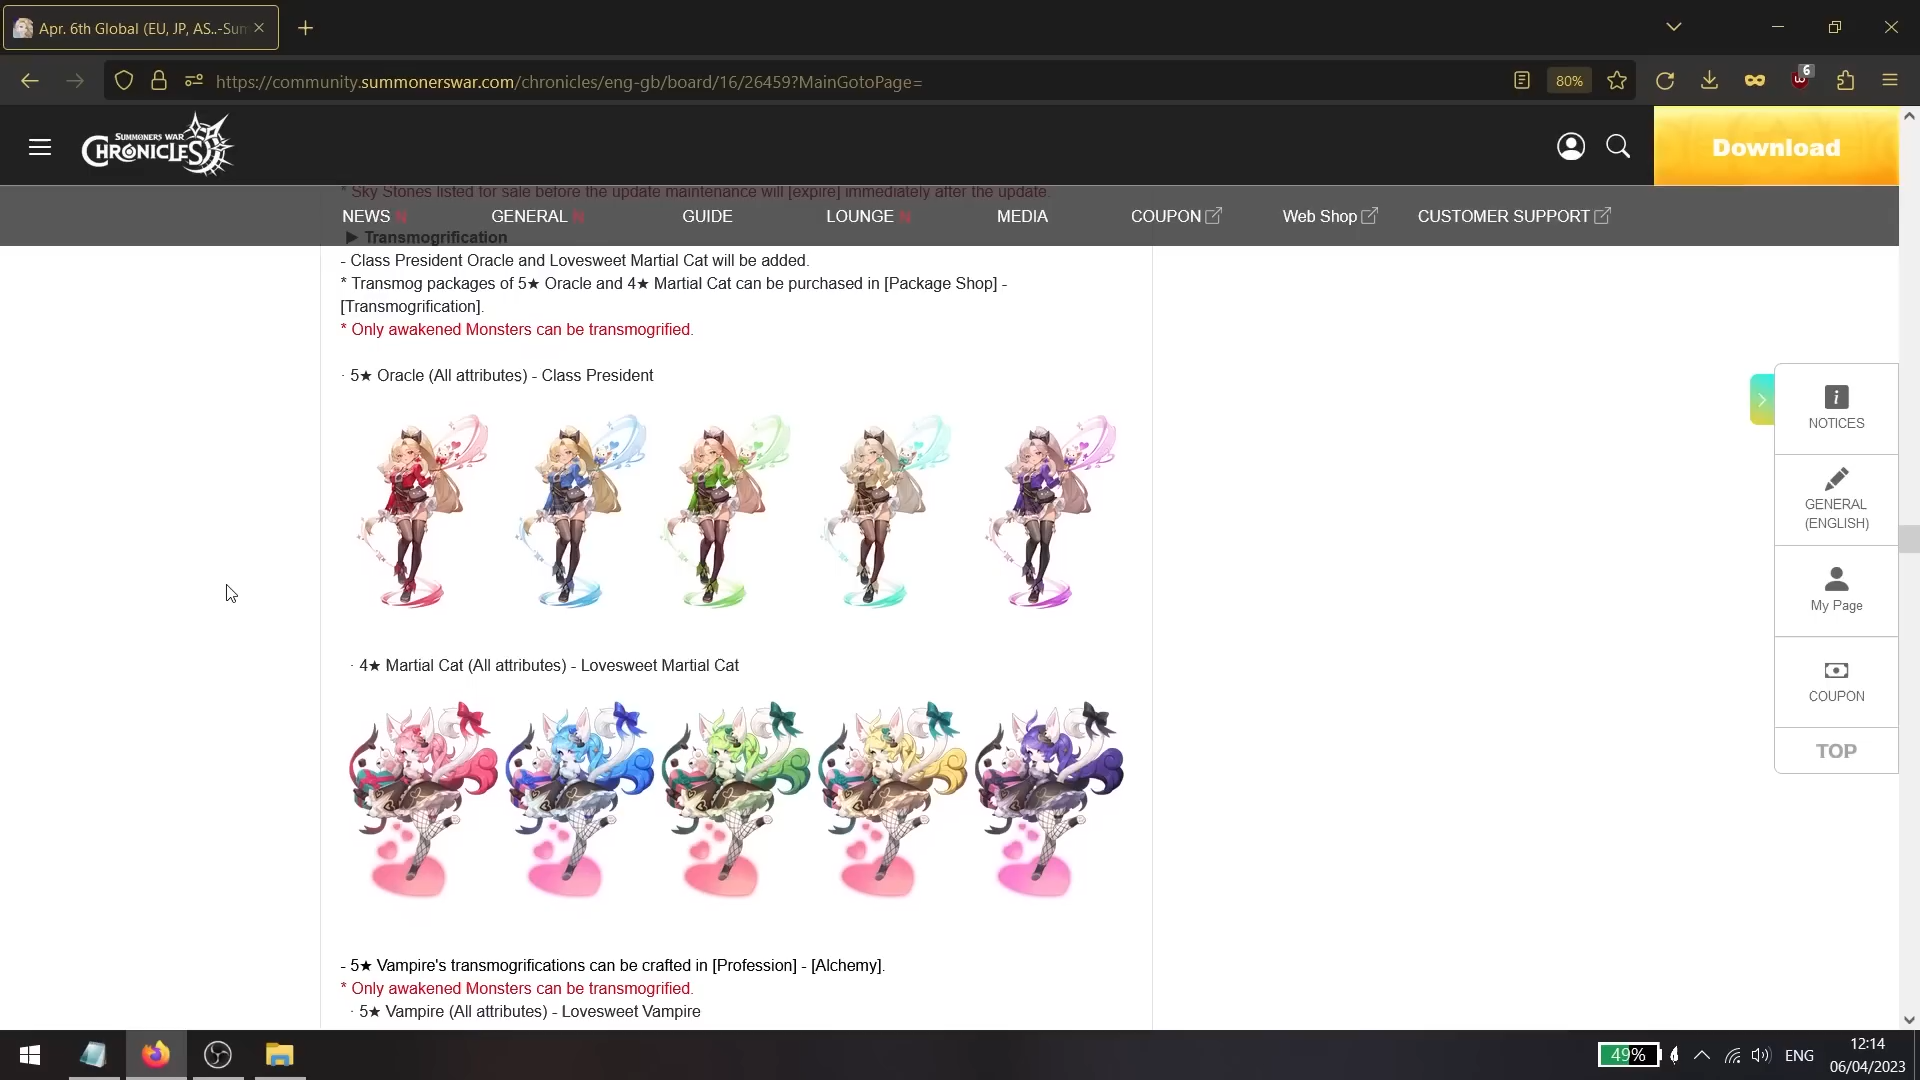 Apr. 6th Global (EU, JP, AS..-Sum
https://community.summonerswar.com/chronicles/eng-gb/board/16/26459?MainGotoPage=
80%
6
SUMMONERS WAR
CHRONICLES
Download
* Sky Stones listed for sale before the update maintenance will [expire] immediately after the update.
NEWS N GENERAL N GUIDE LOUNGE N MEDIA COUPON Web Shop CUSTOMER SUPPORT
▶ Transmogrification
- Class President Oracle and Lovesweet Martial Cat will be added.
* Transmog packages of 5★ Oracle and 4★ Martial Cat can be purchased in [Package Shop] -
[Transmogrification].
* Only awakened Monsters can be transmogrified.
· 5★ Oracle (All attributes) - Class President
· 4★ Martial Cat (All attributes) - Lovesweet Martial Cat
- 5★ Vampire's transmogrifications can be crafted in [Profession] - [Alchemy].
* Only awakened Monsters can be transmogrified.
· 5★ Vampire (All attributes) - Lovesweet Vampire
NOTICES
GENERAL
(ENGLISH)
My Page
COUPON
TOP
49%
ENG
12:14
06/04/2023